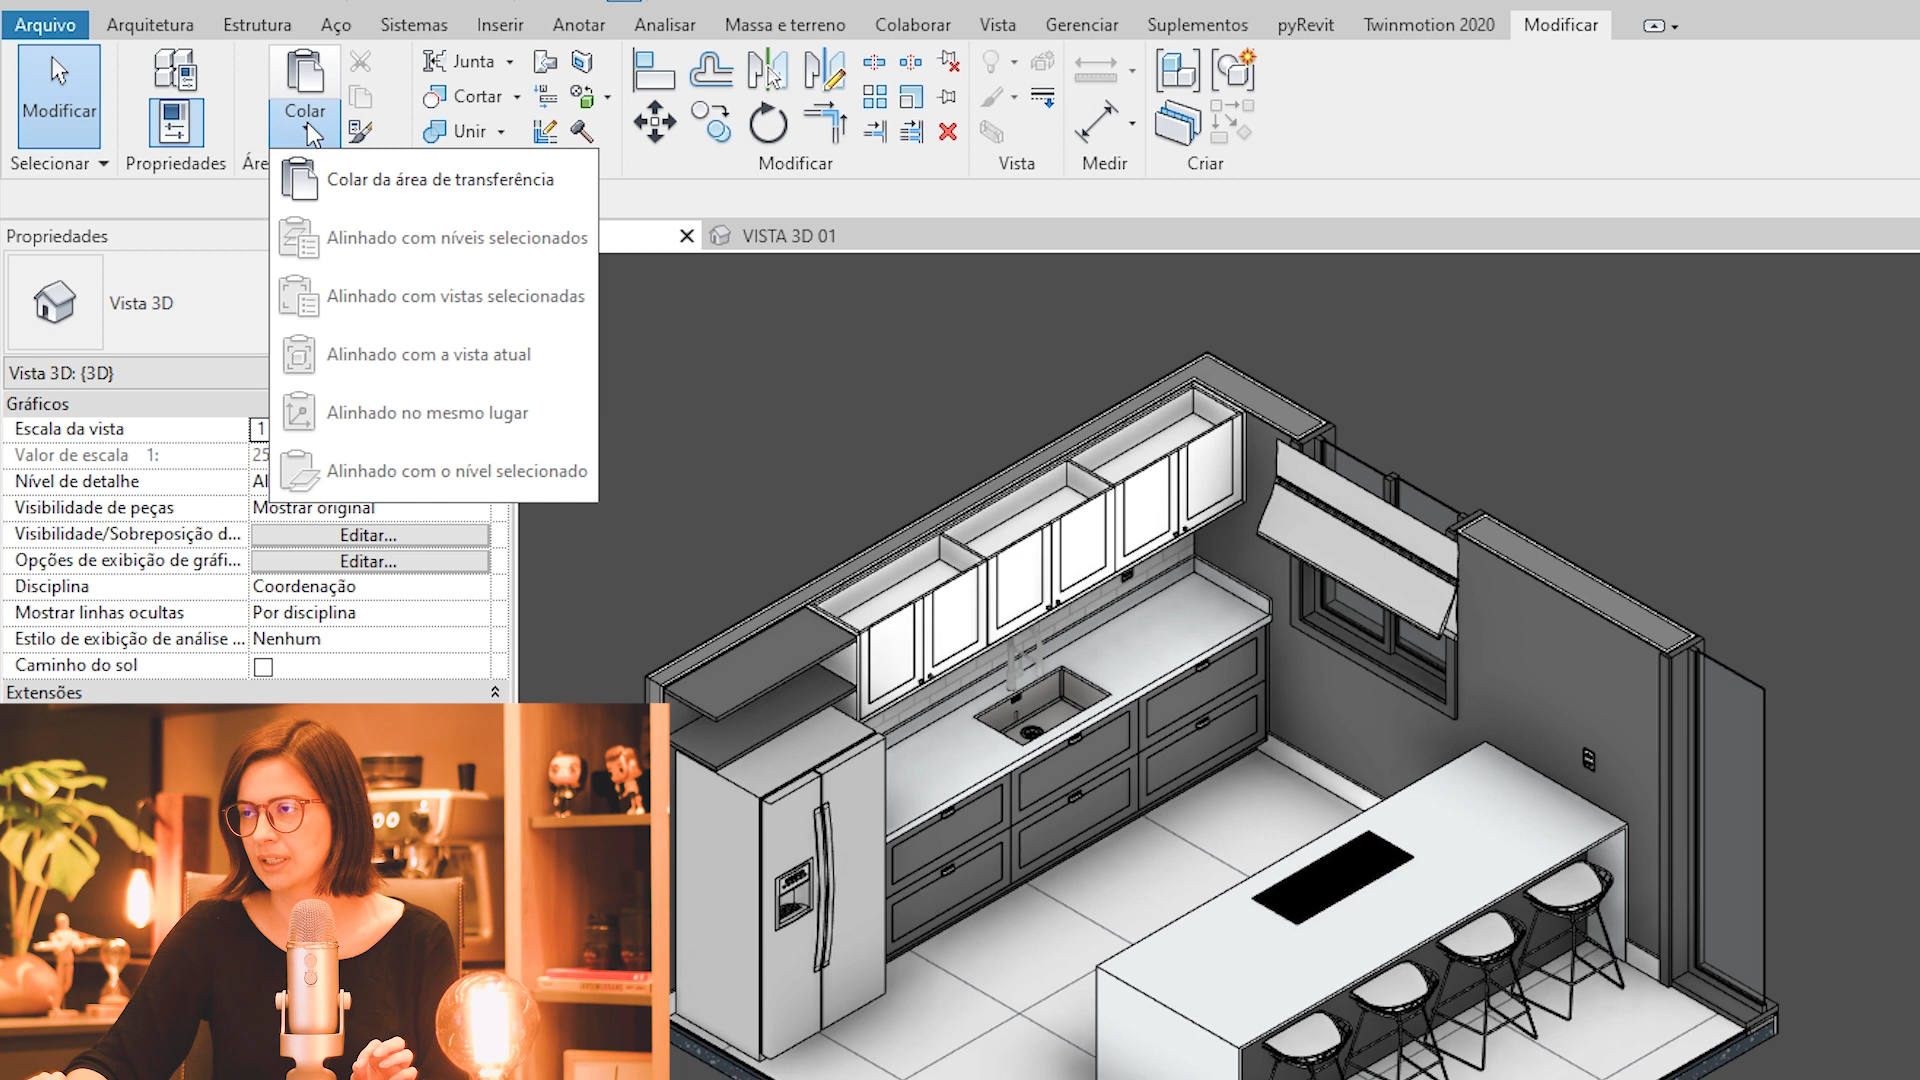 Arquivo Arquitetura Estrutura Aço Sistemas Inserir Anotar Analisar Massa e terreno Colaborar Vista Gerenciar Suplementos pyRevit Twinmotion 2020 Modificar
Modificar
Colar
Junta
Cortar
Unir
Selecionar Propriedades Áre Modificar Vista Medir Criar
Colar da área de transferência
Alinhado com níveis selecionados
Alinhado com vistas selecionadas
Alinhado com a vista atual
Alinhado no mesmo lugar
Alinhado com o nível selecionado
VISTA 3D 01
Propriedades
Vista 3D
Vista 3D: {3D}
Gráficos
Escala da vista 1
Valor de escala 1: 25
Nível de detalhe Al
Visibilidade de peças Mostrar original
Visibilidade/Sobreposição d... Editar...
Opções de exibição de gráfi... Editar...
Disciplina Coordenação
Mostrar linhas ocultas Por disciplina
Estilo de exibição de análise ... Nenhum
Caminho do sol
Extensões